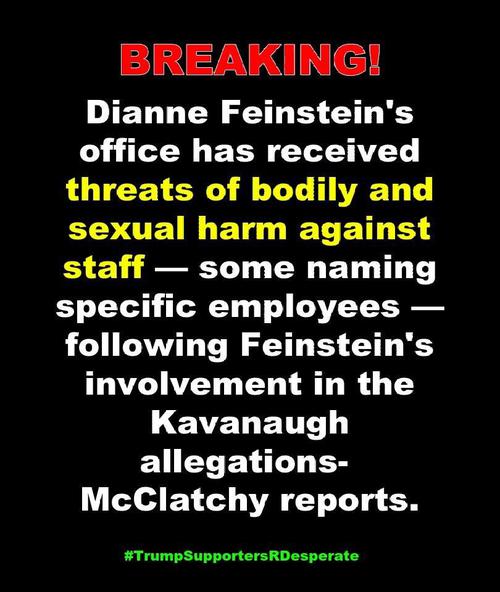 BREAKING!
Dianne Feinstein's
office has received
threats of bodily and
sexual harm against
staff — some naming
specific employees —
following Feinstein's
involvement in the
Kavanaugh
allegations-
McClatchy reports.
#TrumpSupportersRDesperate